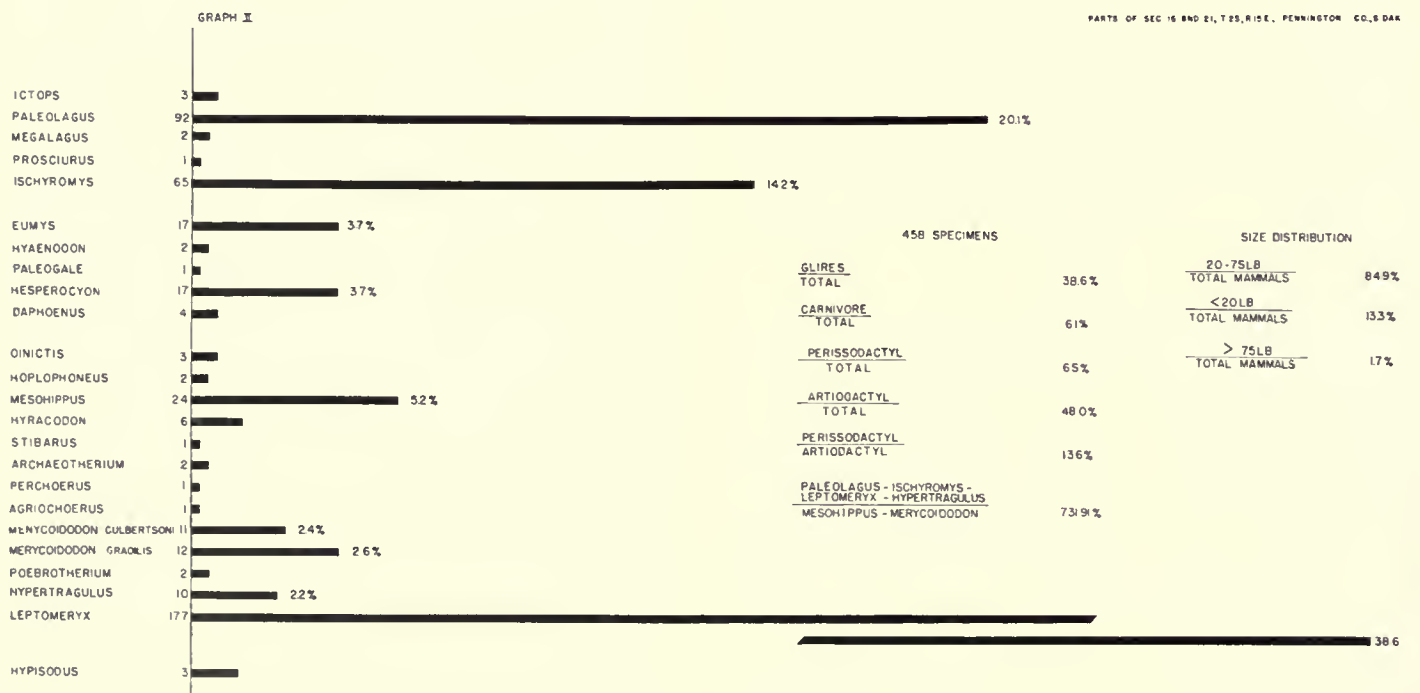 GRAPH II
PARTS OF SEC 16 AND 21, T2S, R15E, PENNINGTON CO., S DAK
ICTOPS 3
PALEOLAGUS 92 20.1%
MEGALAGUS 2
PROSCIURUS 1
ISCHYROMYS 65 14.2%
EUMYS 17 3.7%
HYAENODON 2
PALEOGALE 1
HESPEROCYON 17 3.7%
DAPHOENUS 4
DINICTIS 3
HOPLOPHONEUS 2
MESOHIPPUS 24 5.2%
HYRACODON 6
STIBARUS 1
ARCHAEOTHERIUM 2
PERCHOERUS 1
AGRIOCHOERUS 1
MENYCOIDODON CULBERTSONI 11 2.4%
MERYCOIDODON GRACILIS 12 2.6%
POEBROTHERIUM 2
HYPERTRAGULUS 10 2.2%
LEPTOMERYX 177
38.6
HYPISODUS 3
458 SPECIMENS
GLIRES
TOTAL 38.6%
CARNIVORE
TOTAL 6.1%
PERISSODACTYL
TOTAL 6.5%
ARTIODACTYL
TOTAL 48.0%
PERISSODACTYL
ARTIODACTYL 13.6%
PALEOLAGUS - ISCHYROMYS -
LEPTOMERYX - HYPERTRAGULUS
MESOHIPPUS - MERYCOIDODON 731.91%
SIZE DISTRIBUTION
20-75LB
TOTAL MAMMALS 84.9%
<20LB
TOTAL MAMMALS 13.3%
> 75LB
TOTAL MAMMALS 1.7%